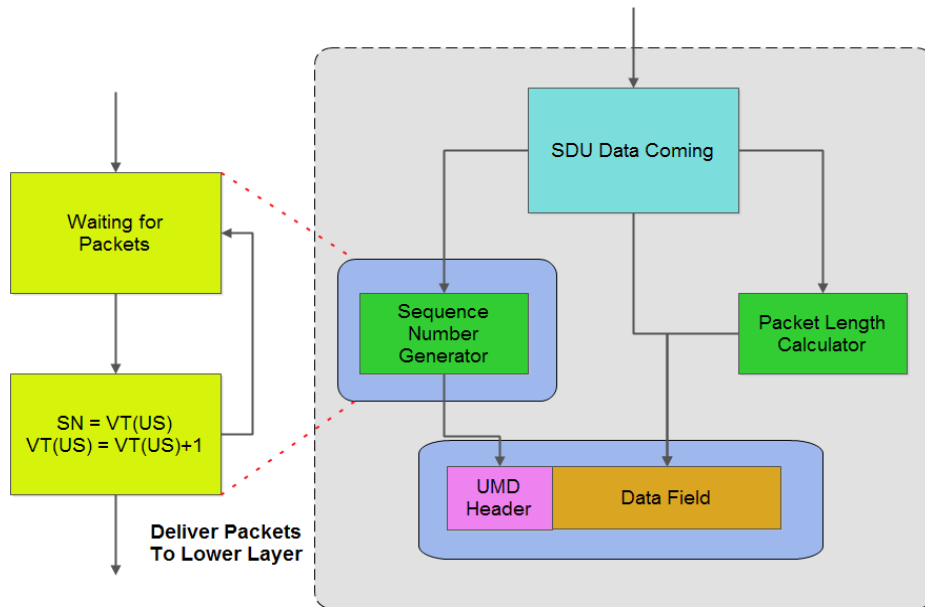 SDU Data Coming
Waiting for
Packets
Sequence
Number
Generator
Packet Length
Calculator
SN = VT(US)
VT(US) = VT(US)+1
UMD
Header
Data Field
Deliver Packets
To Lower Layer